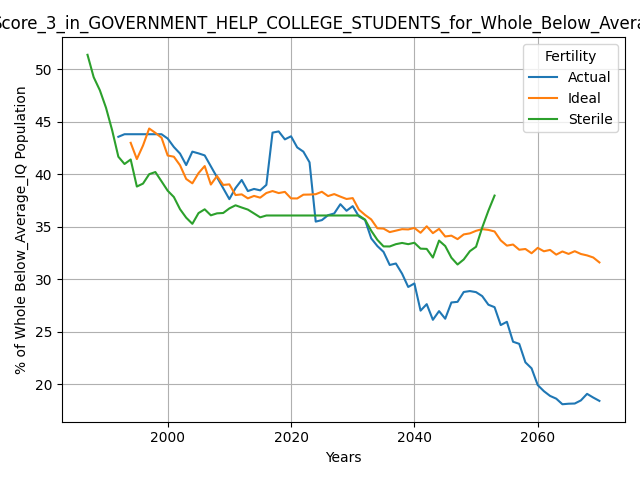 Score_3_in_GOVERNMENT_HELP_COLLEGE_STUDENTS_for_Whole_Below_Avera
Fertility
Actual
Ideal
Sterile
% of Whole Below_Average_IQ Population
50
45
40
35
30
25
20
2000
2020
2040
2060
Years